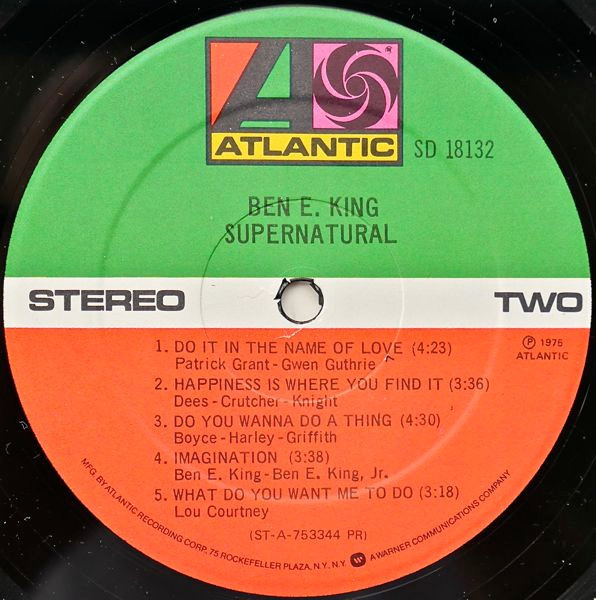 ATLANTIC SD 18132
BEN E. KING
SUPERNATURAL
STEREO TWO
℗ 1975
ATLANTIC
1. DO IT IN THE NAME OF LOVE (4:23)
Patrick Grant-Gwen Guthrie
2. HAPPINESS IS WHERE YOU FIND IT (3:36)
Dees-Crutcher-Knight
3. DO YOU WANNA DO A THING (4:30)
Boyce-Harley-Griffith
4. IMAGINATION (3:38)
Ben E. King-Ben E. King, Jr.
5. WHAT DO YOU WANT ME TO DO (3:18)
Lou Courtney
(ST-A-753344 PR)
MFG. BY ATLANTIC RECORDING CORP., 75 ROCKEFELLER PLAZA, N.Y., N.Y. A WARNER COMMUNICATIONS COMPANY